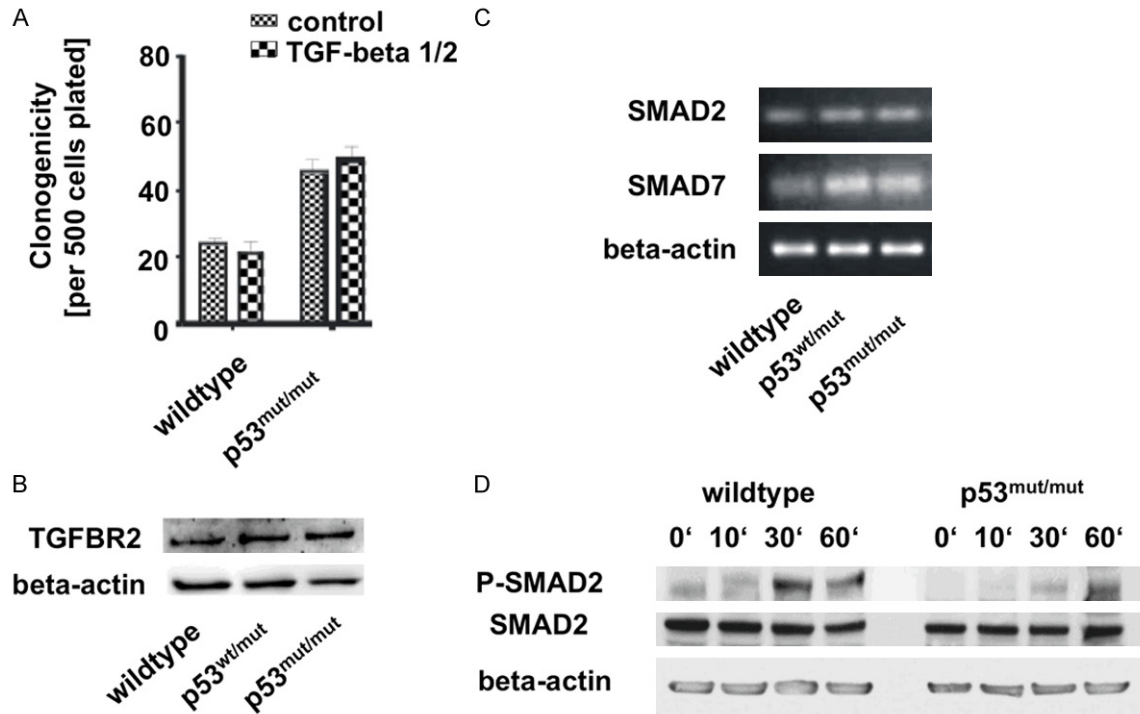 A
control
TGF-beta 1/2
Clonogenicity
[per 500 cells plated]
80
60
40
20
0
wildtype
p53mut/mut
B
TGFBR2
beta-actin
wildtype
p53wt/mut
p53mut/mut
C
SMAD2
SMAD7
beta-actin
wildtype
p53wt/mut
p53mut/mut
D
wildtype p53mut/mut
0‘ 10‘ 30‘ 60‘ 0‘ 10‘ 30‘ 60‘
P-SMAD2
SMAD2
beta-actin